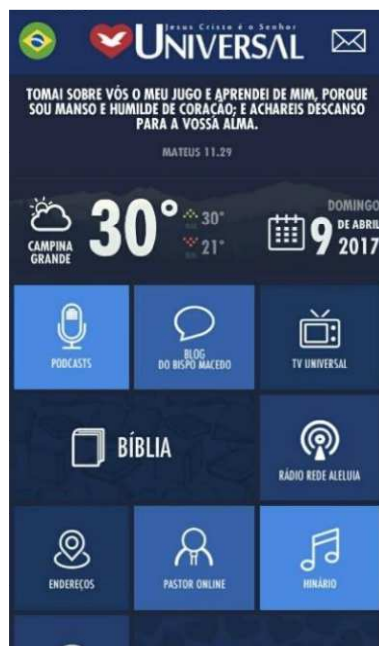 Jesus Cristo é o Senhor
UNIVERSAL
TOMAI SOBRE VÓS O MEU JUGO E APRENDEI DE MIM, PORQUE
SOU MANSO E HUMILDE DE CORAÇÃO; E ACHAREIS DESCANSO
PARA A VOSSA ALMA.
MATEUS 11.29
CAMPINA
GRANDE
30°
30°
21°
DOMINGO
9 DE ABRIL
2017
PODCASTS
BLOG
DO BISPO MACEDO
TV UNIVERSAL
BÍBLIA
RÁDIO REDE ALELUIA
ENDEREÇOS
PASTOR ONLINE
HINÁRIO